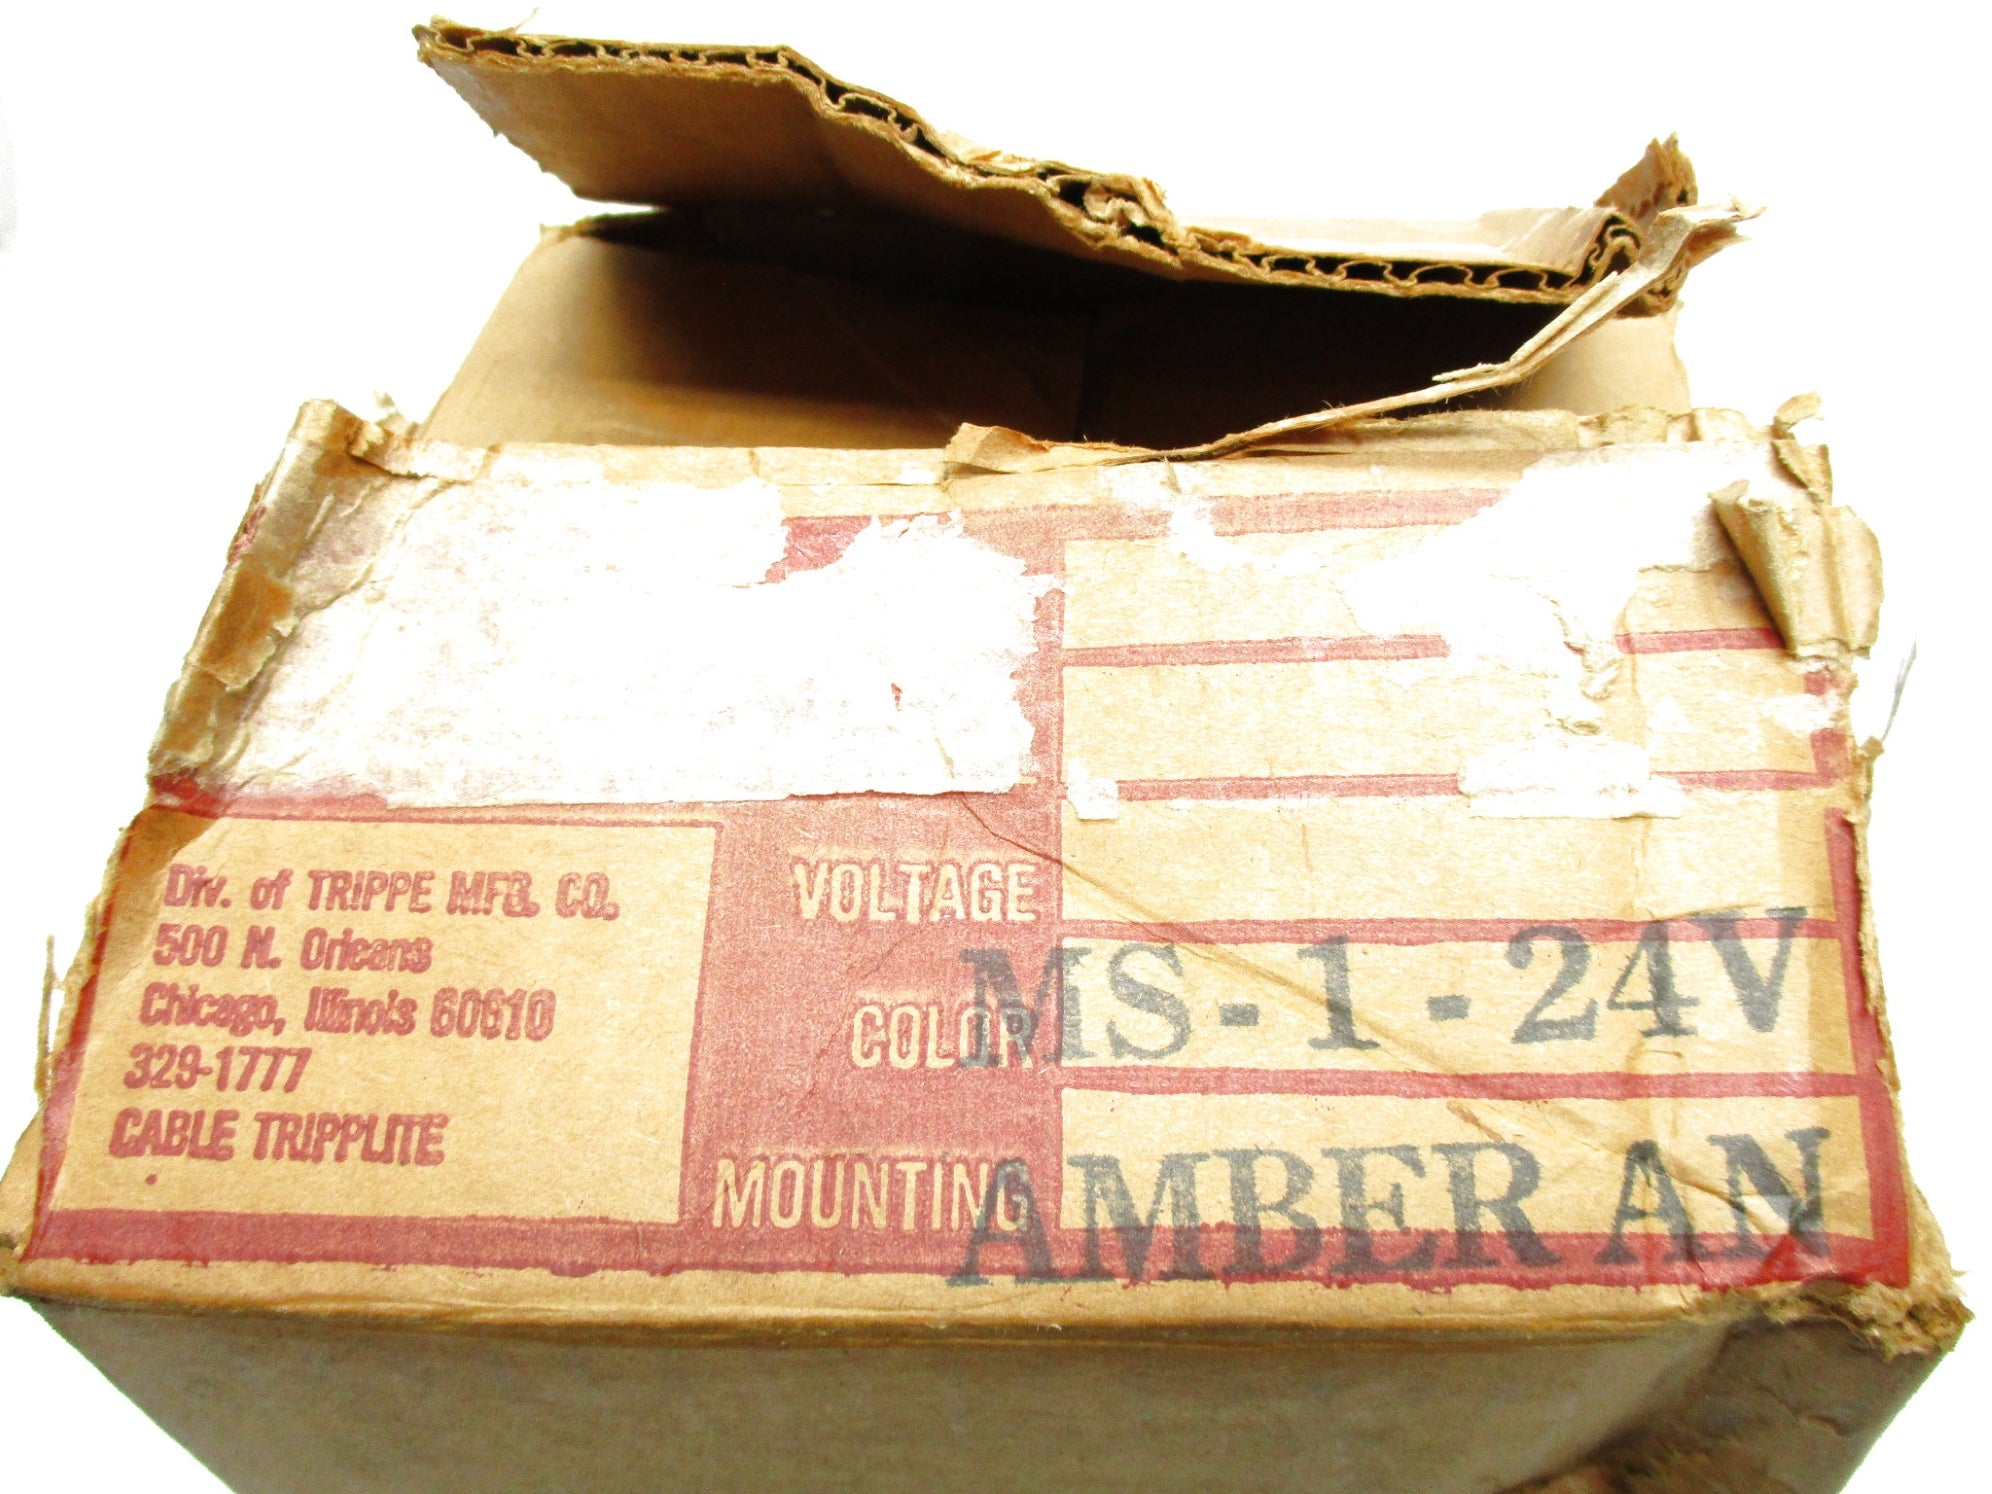 Div. of TRIPPE MFG. CO.
500 N. Orleans
Chicago, Illinois 60610
329-1777
CABLE TRIPPLITE
VOLTAGE
COLOR
MOUNTING
MS-1-24V
AMBER AN